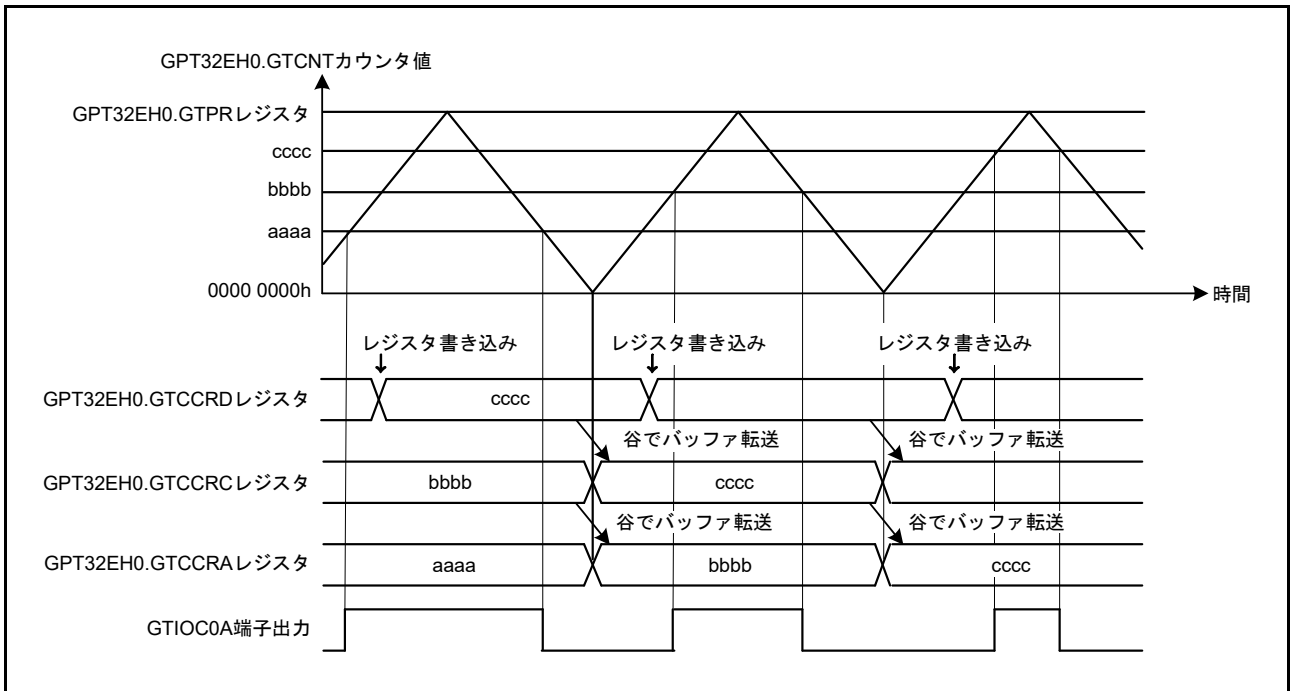 GPT32EH0.GTCNTカウンタ値
GPT32EH0.GTPRレジスタ
cccc
bbbb
aaaa
0000 0000h
時間
レジスタ書き込み
レジスタ書き込み
レジスタ書き込み
GPT32EH0.GTCCRDレジスタ
cccc
谷でバッファ転送
谷でバッファ転送
GPT32EH0.GTCCRCレジスタ
bbbb
cccc
谷でバッファ転送
谷でバッファ転送
GPT32EH0.GTCCRAレジスタ
aaaa
bbbb
cccc
GTIOC0A端子出力